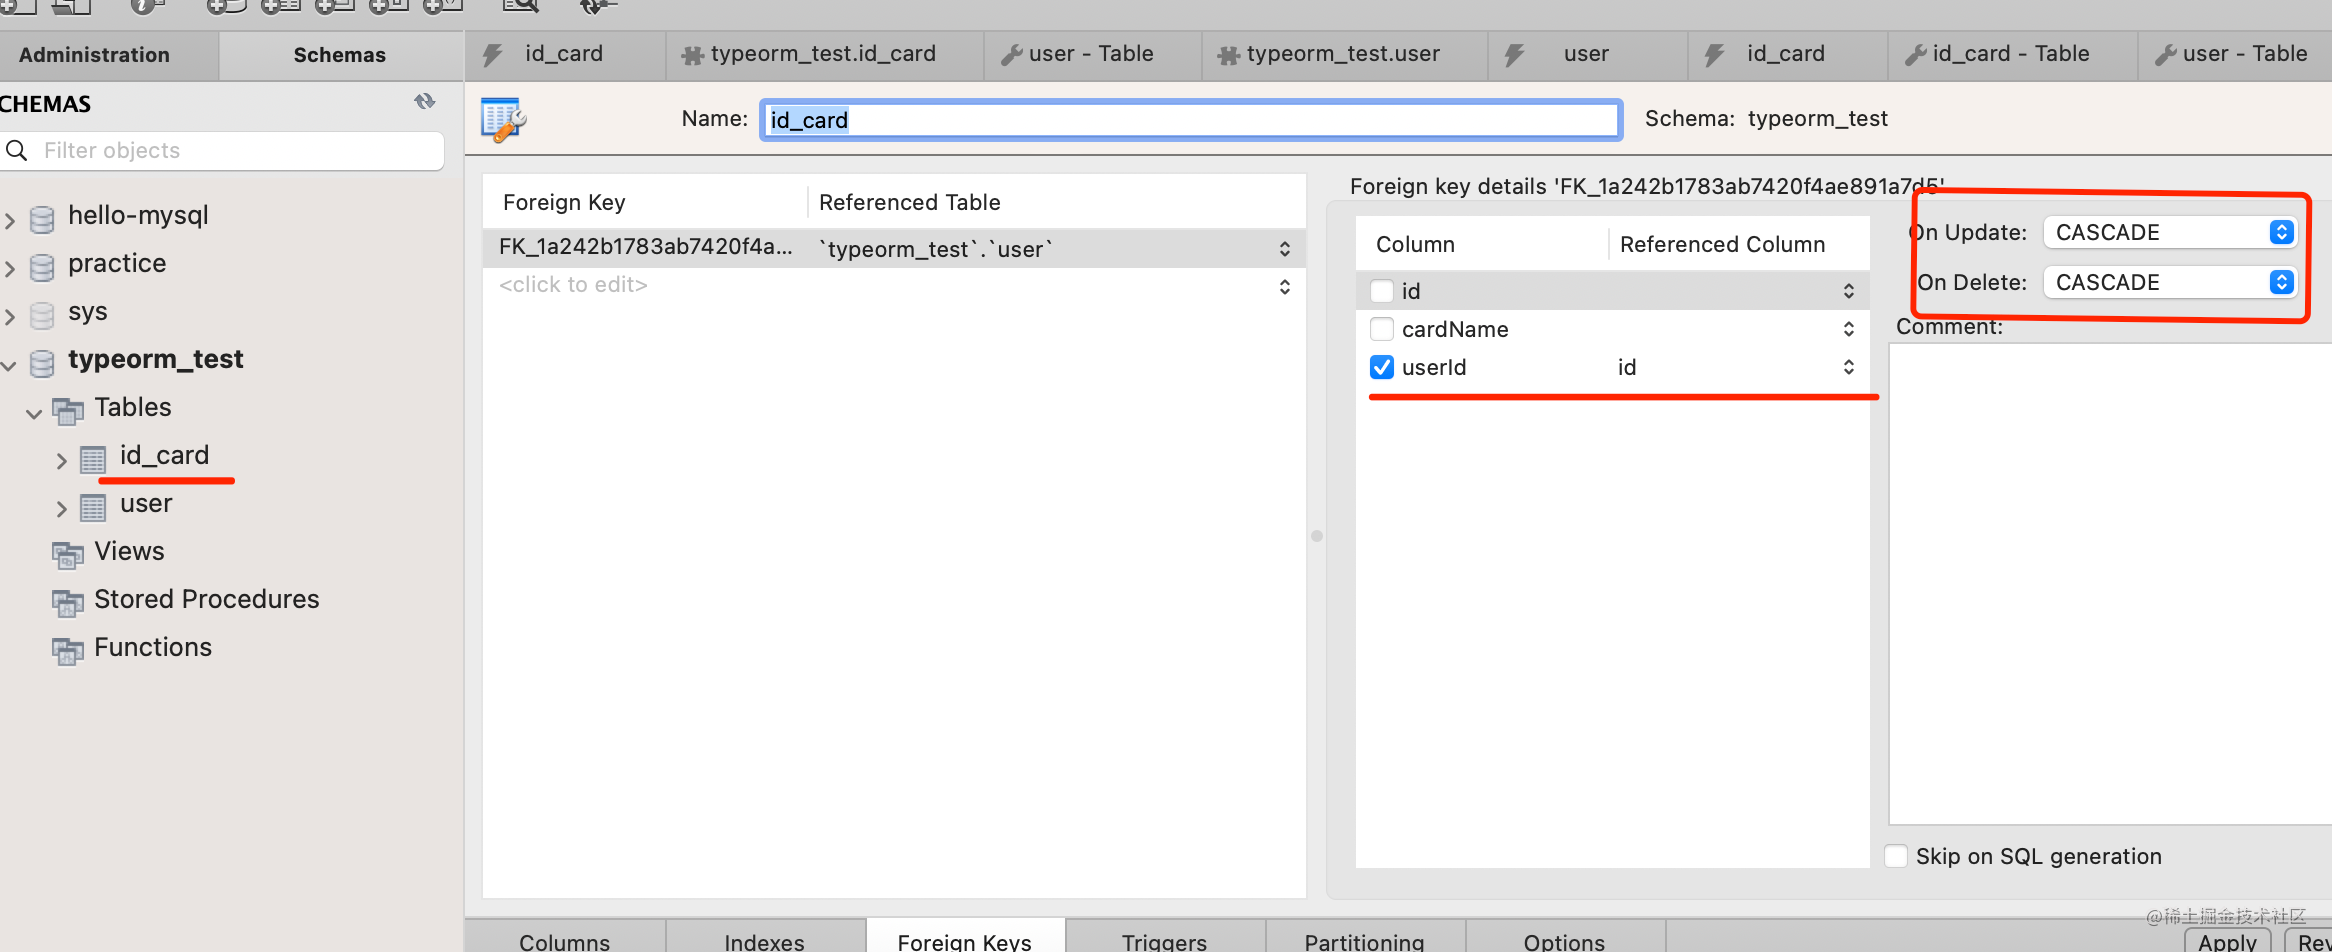 Administration
Schemas
id_card
typeorm_test.id_card
user - Table
typeorm_test.user
user
id_card
id_card - Table
user - Table
CHEMAS
Filter objects
hello-mysql
practice
sys
typeorm_test
Tables
id_card
user
Views
Stored Procedures
Functions
Name: id_card
Schema: typeorm_test
Foreign Key
Referenced Table
FK_1a242b1783ab7420f4a...
`typeorm_test`.`user`
<click to edit>
Foreign key details 'FK_1a242b1783ab7420f4ae891a7d5'
Column
Referenced Column
id
cardName
userId
id
On Update: CASCADE
On Delete: CASCADE
Comment:
Skip on SQL generation
Columns
Indexes
Foreign Keys
Triggers
Partitioning
Options
Apply
Rev
@稀土掘金技术社区